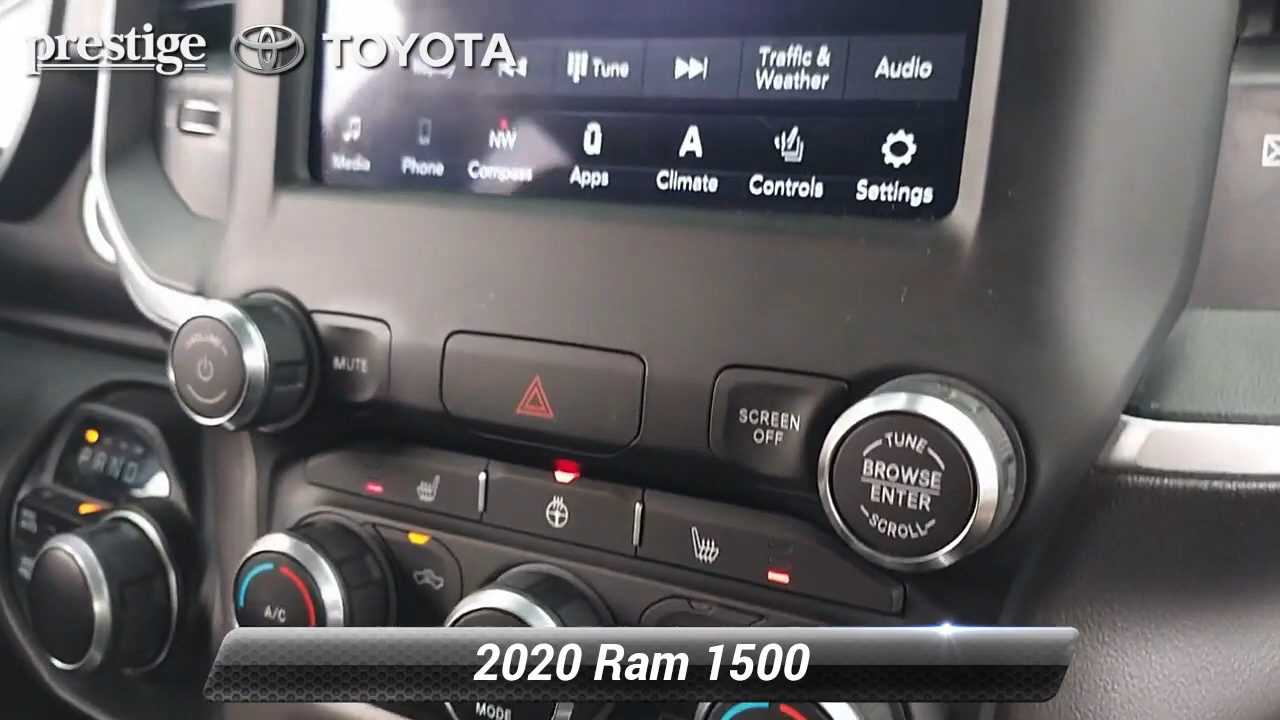 prestige TOYOTA
Tune
Traffic &
Weather
Audio
Media
Phone
NW
Compass
Apps
A
Climate
Controls
Settings
MUTE
SCREEN
OFF
TUNE
BROWSE
ENTER
SCROLL
PRND
A/C
MODE
2020 Ram 1500